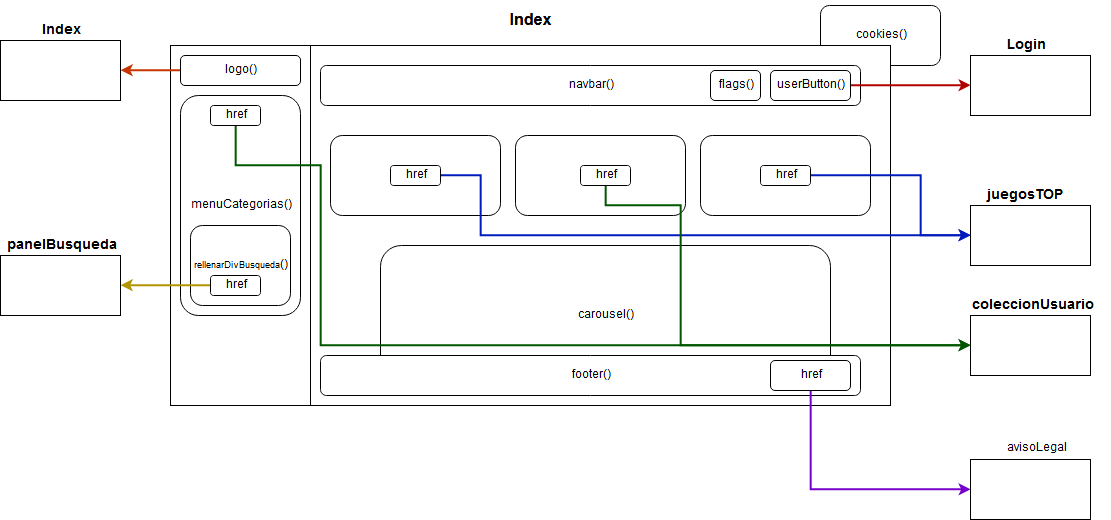 Index
Index
cookies()
Login
logo()
navbar()
flags()
userButton()
href
href
href
href
juegosTOP
menuCategorias()
panelBusqueda
rellenarDivBusqueda()
href
coleccionUsuario
carousel()
footer()
href
avisoLegal